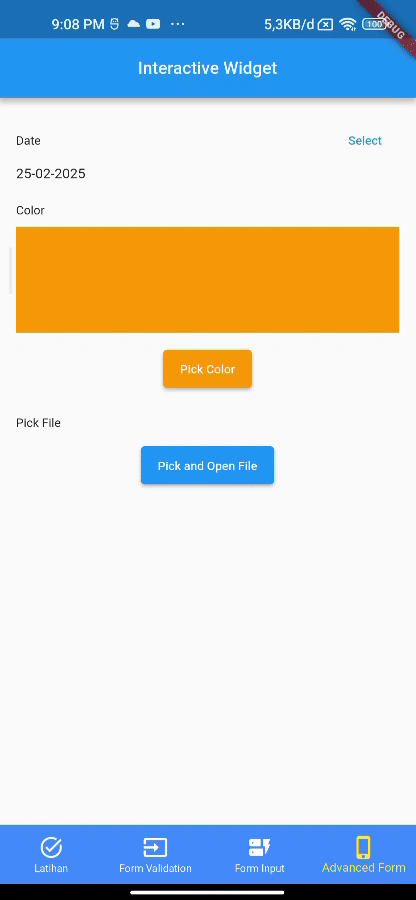 9:08 PM
5,3KB/d
100
DEBUG
Interactive Widget
Date
Select
25-02-2025
Color
Pick Color
Pick File
Pick and Open File
Latihan
Form Validation
Form Input
Advanced Form